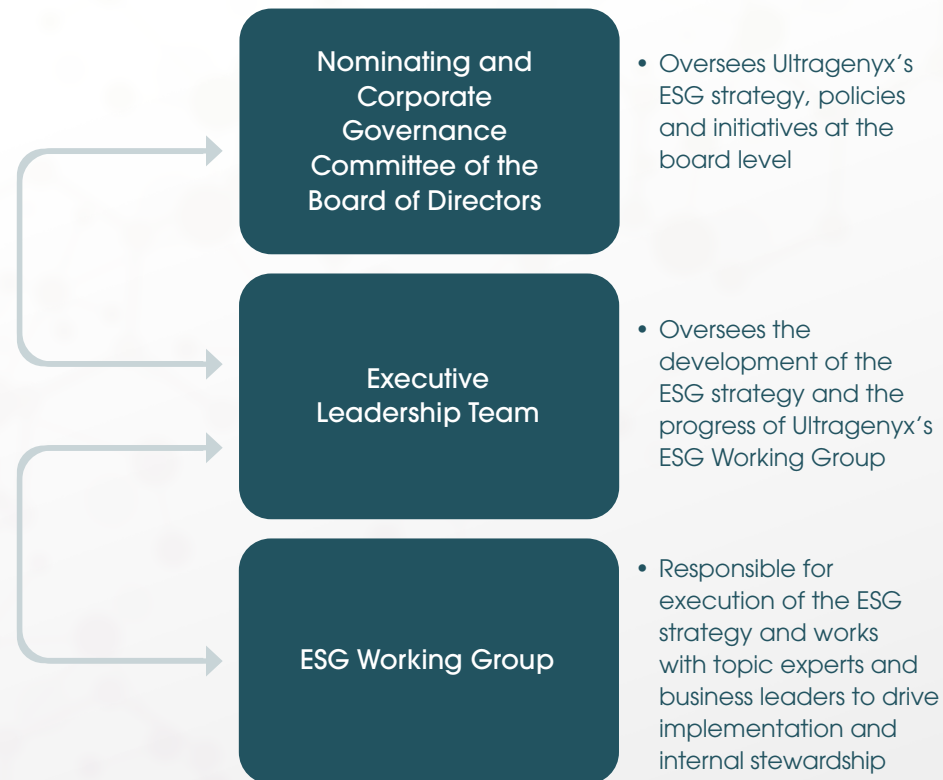 Nominating and
Corporate
Governance
Committee of the
Board of Directors
• Oversees Ultragenyx's
ESG strategy, policies
and initiatives at the
board level
Executive
Leadership Team
• Oversees the
development of the
ESG strategy and the
progress of Ultragenyx's
ESG Working Group
ESG Working Group
• Responsible for
execution of the ESG
strategy and works
with topic experts and
business leaders to drive
implementation and
internal stewardship